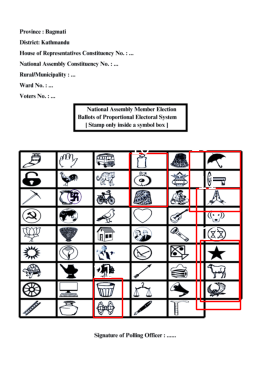 Province : Bagmati
District: Kathmandu
House of Representatives Constituency No. : ...
National Assembly Constituency No. : ...
Rural/Municipality : ...
Ward No. : ...
Voters No. : ...
National Assembly Member Election
Ballots of Proportional Electoral System
[ Stamp only inside a symbol box ]
Signature of Polling Officer : ......